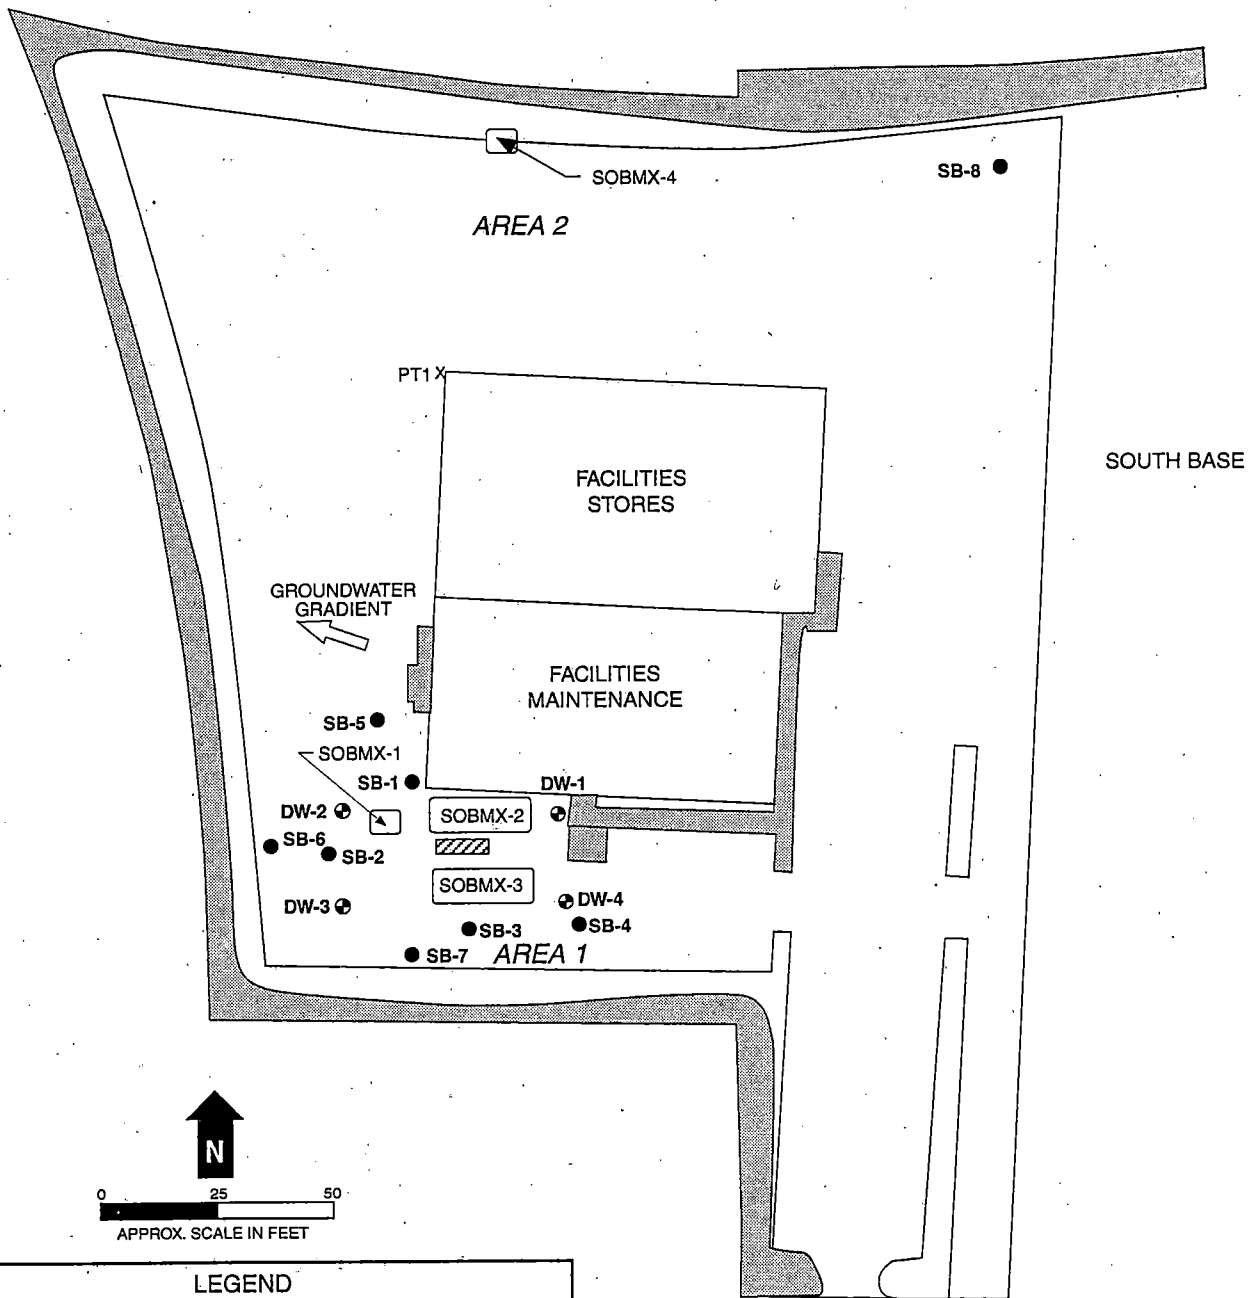 SOBMX-4
SB-8
AREA 2
PT1 X
FACILITIES
STORES
SOUTH BASE
GROUNDWATER
GRADIENT
FACILITIES
MAINTENANCE
SB-5
SOBMX-1
SB-1
DW-1
DW-2
SOBMX-2
SB-6
SB-2
SOBMX-3
DW-3
DW-4
SB-3
SB-4
SB-7
AREA 1
N
0 25 50
APPROX. SCALE IN FEET
LEGEND